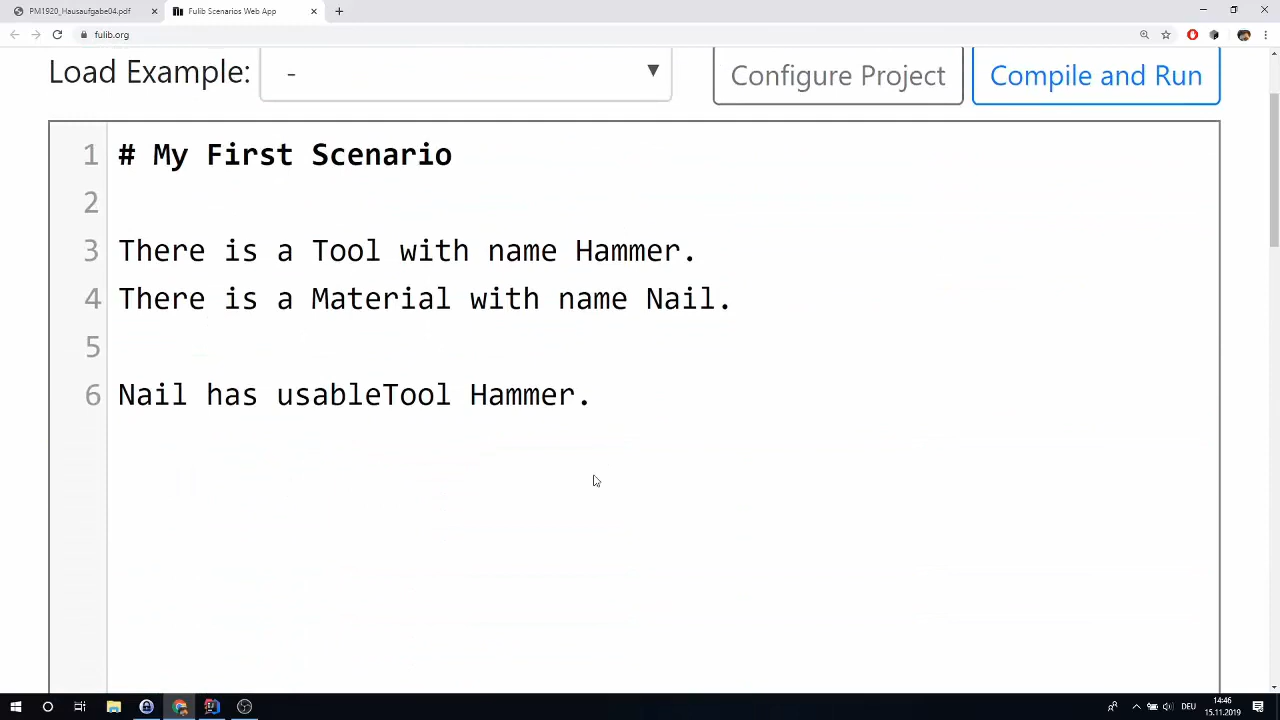 PM1920_Hausaufgabe04.pdf
Fulib Scenarios Web App
fulib.org
Load Example: -
Configure Project
Compile and Run
1 # My First Scenario
2
3 There is a Tool with name Hammer.
4 There is a Material with name Nail.
5
6 Nail has usableTool Hammer.
DEU
14:46
15.11.2019